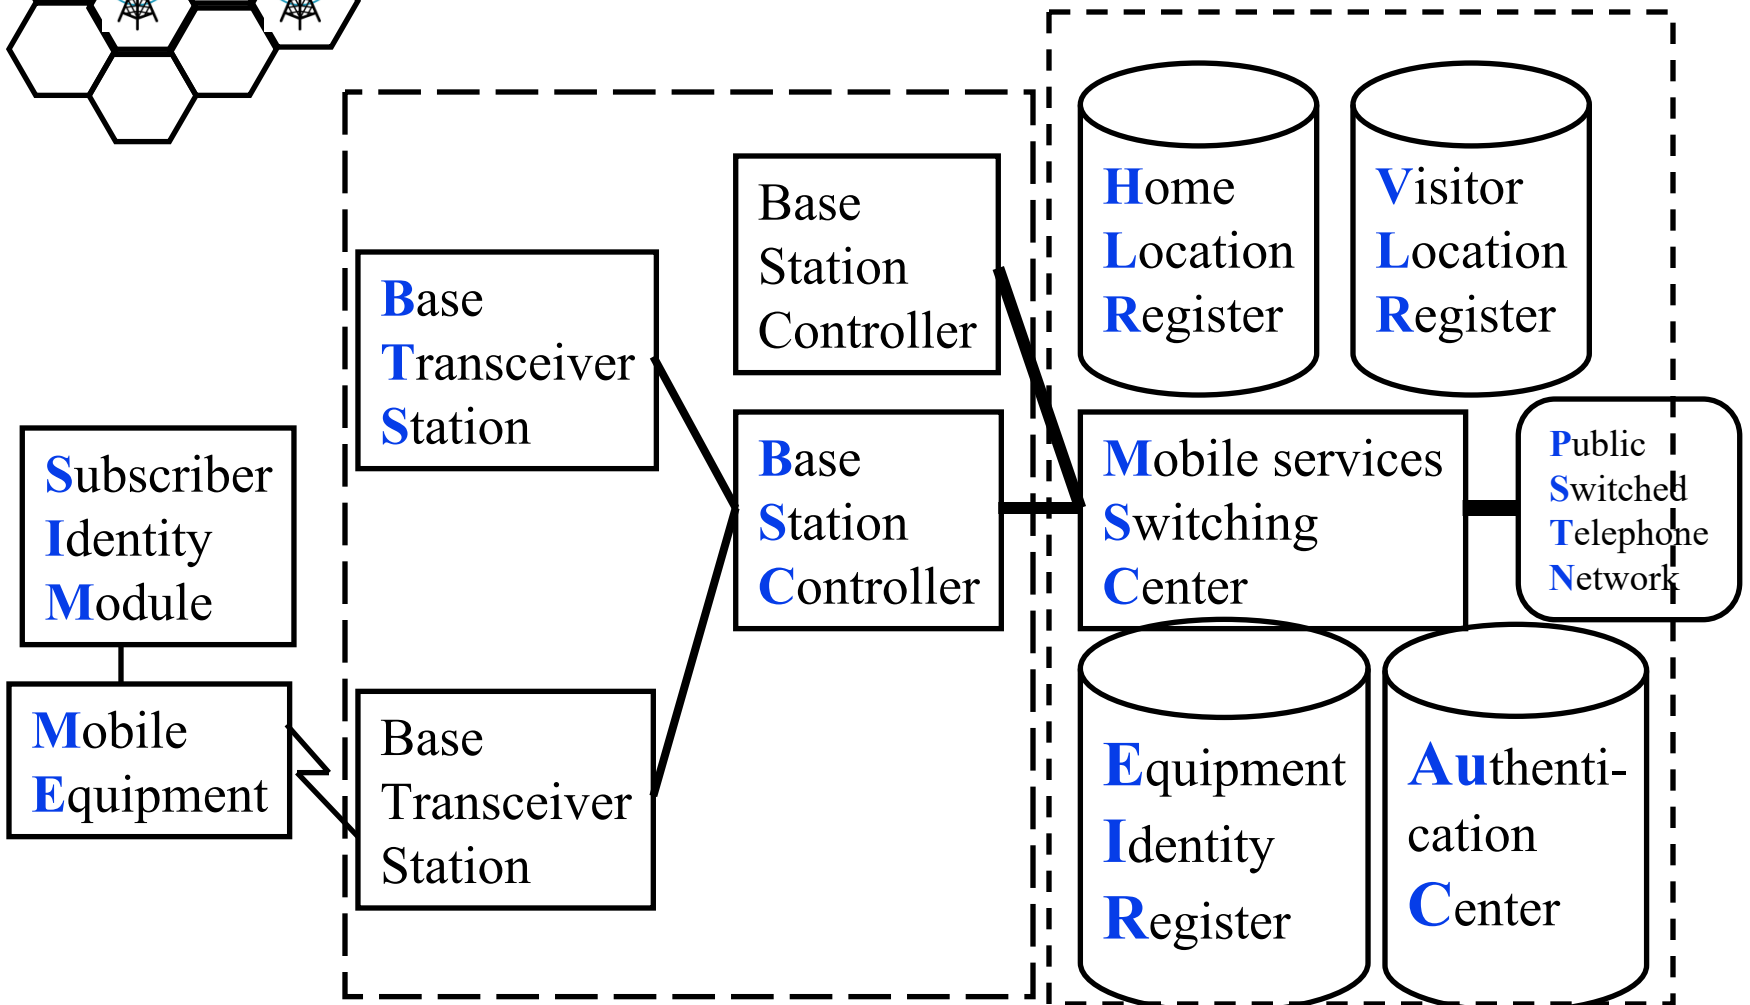 Subscriber
Identity
Module
Mobile
Equipment
Base
Transceiver
Station
Base
Transceiver
Station
Base
Station
Controller
Base
Station
Controller
Home
Location
Register
Visitor
Location
Register
Mobile services
Switching
Center
Public
Switched
Telephone
Network
Equipment
Identity
Register
Authenti-
cation
Center